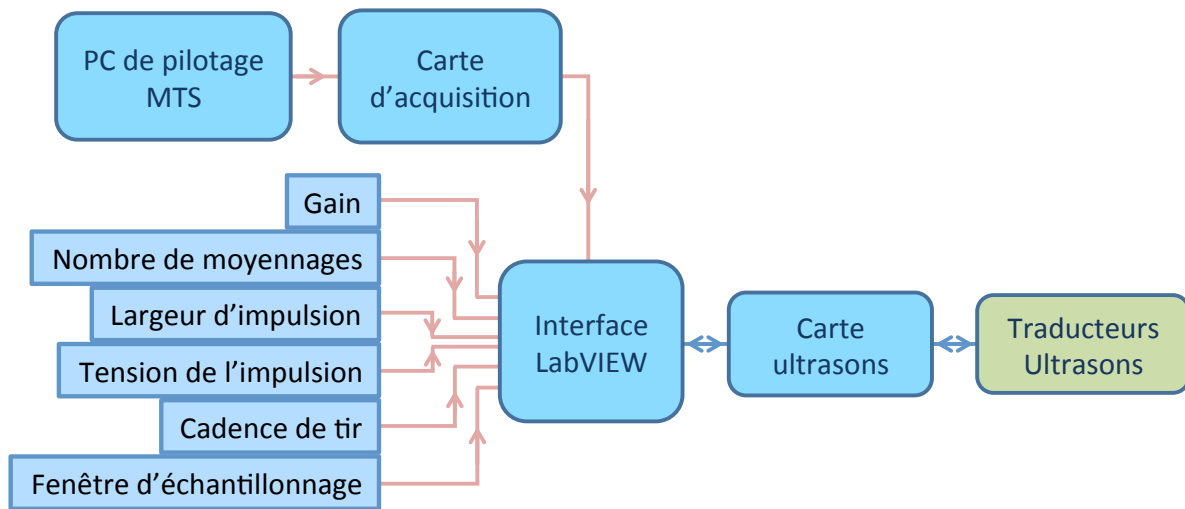 PC de pilotage
MTS
Carte
d’acquisition
Gain
Nombre de moyennages
Largeur d’impulsion
Tension de l’impulsion
Cadence de tir
Fenêtre d’échantillonnage
Interface
LabVIEW
Carte
ultrasons
Traducteurs
Ultrasons